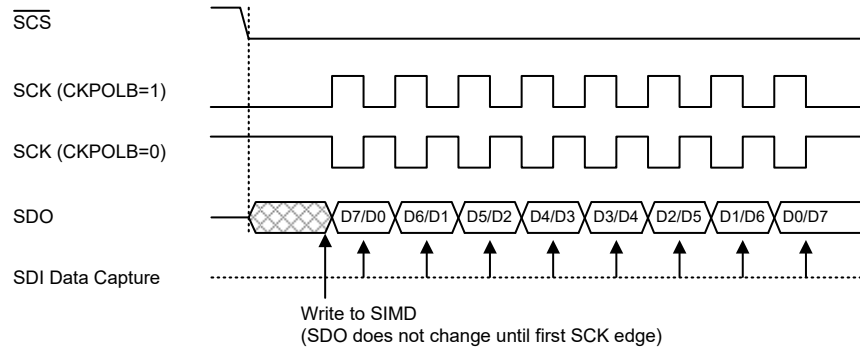 SCS
SCK (CKPOLB=1)
SCK (CKPOLB=0)
SDO D7/D0 D6/D1 D5/D2 D4/D3 D3/D4 D2/D5 D1/D6 D0/D7
SDI Data Capture
Write to SIMD
(SDO does not change until first SCK edge)